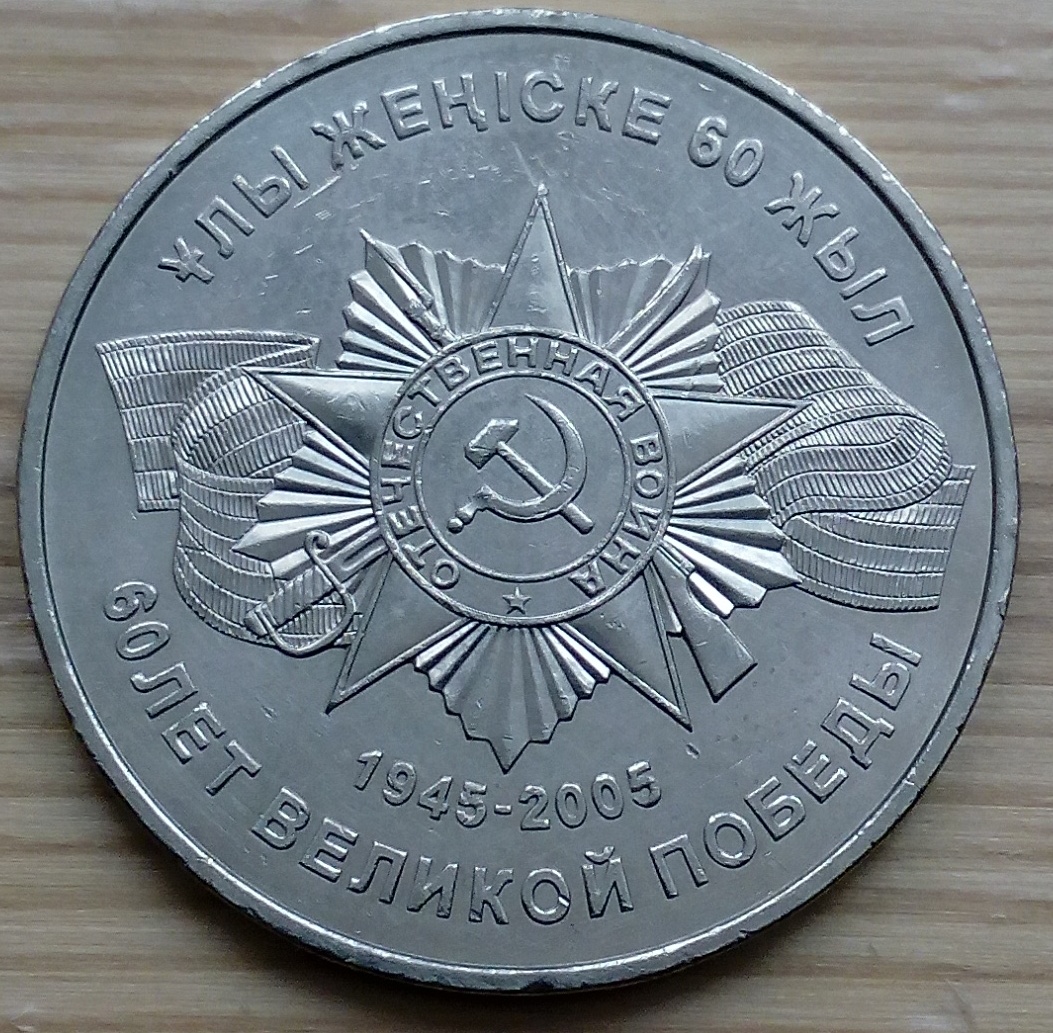 ҰЛЫ ЖЕҢІСКЕ 60 ЖЫЛ
ОТЕЧЕСТВЕННАЯ ВОЙНА
1945-2005
60 ЛЕТ ВЕЛИКОЙ ПОБЕДЫ